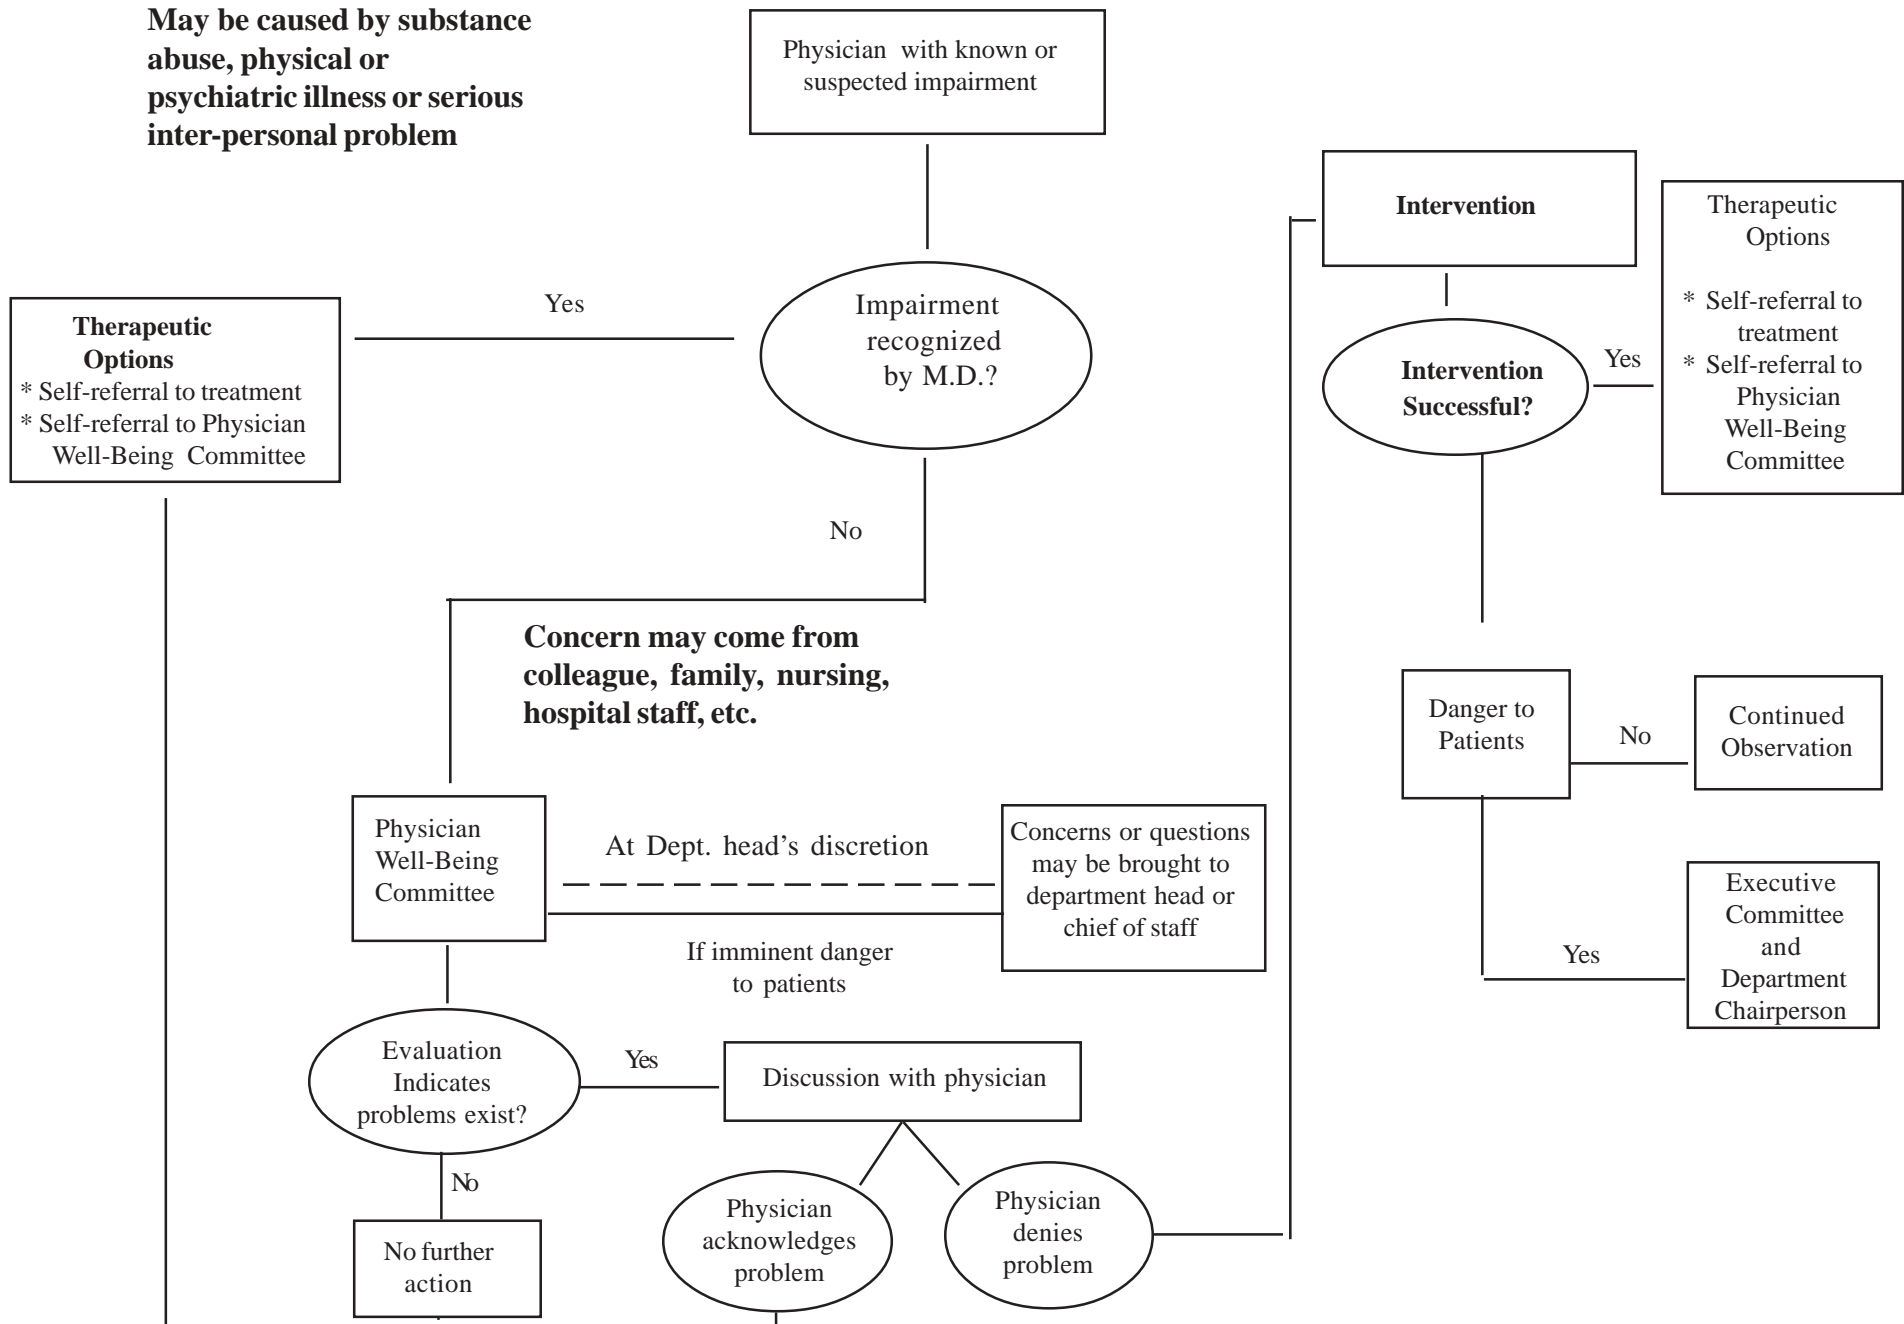 May be caused by substance
abuse, physical or
psychiatric illness or serious
inter-personal problem
Physician with known or
suspected impairment
Impairment
recognized
by M.D.?
Yes
Therapeutic
Options
* Self-referral to treatment
* Self-referral to Physician
Well-Being Committee
No
Concern may come from
colleague, family, nursing,
hospital staff, etc.
Physician
Well-Being
Committee
At Dept. head's discretion
If imminent danger
to patients
Concerns or questions
may be brought to
department head or
chief of staff
Evaluation
Indicates
problems exist?
Yes
Discussion with physician
No
No further
action
Physician
acknowledges
problem
Physician
denies
problem
Intervention
Intervention
Successful?
Yes
Therapeutic
Options
* Self-referral to
treatment
* Self-referral to
Physician
Well-Being
Committee
Danger to
Patients
No
Continued
Observation
Yes
Executive
Committee
and
Department
Chairperson